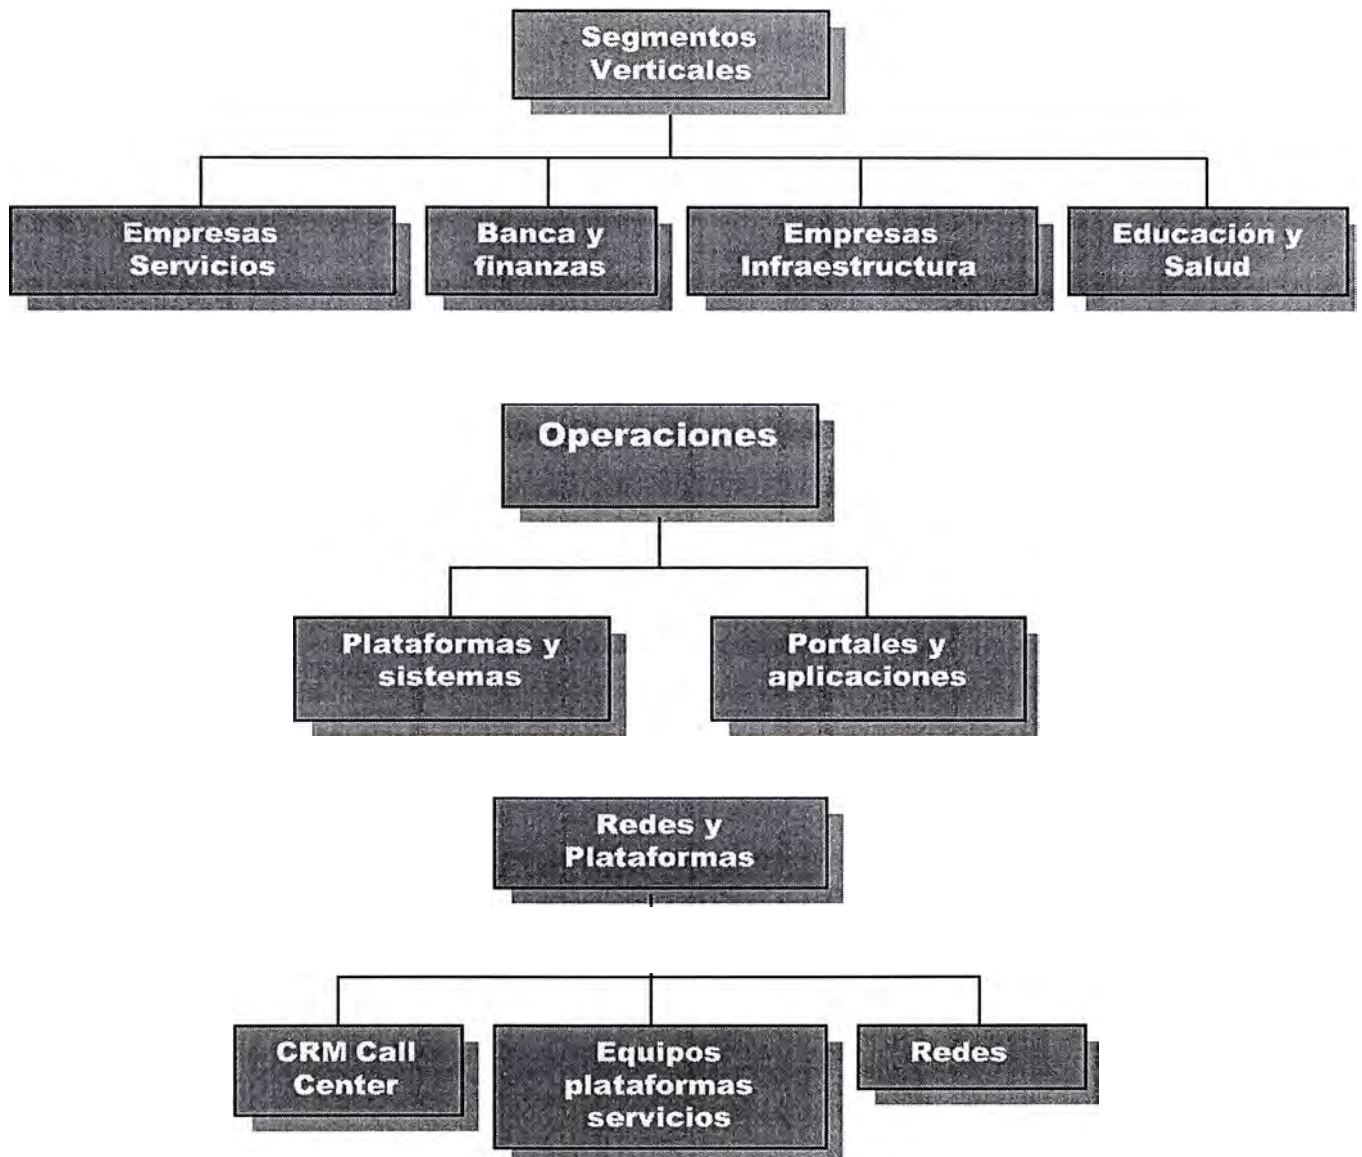 Segmentos
Verticales
Empresas
Servicios
Banca y
finanzas
Empresas
Infraestructura
Educación y
Salud
Operaciones
Plataformas y
sistemas
Portales y
aplicaciones
Redes y
Plataformas
CRM Call
Center
Equipos
plataformas
servicios
Redes